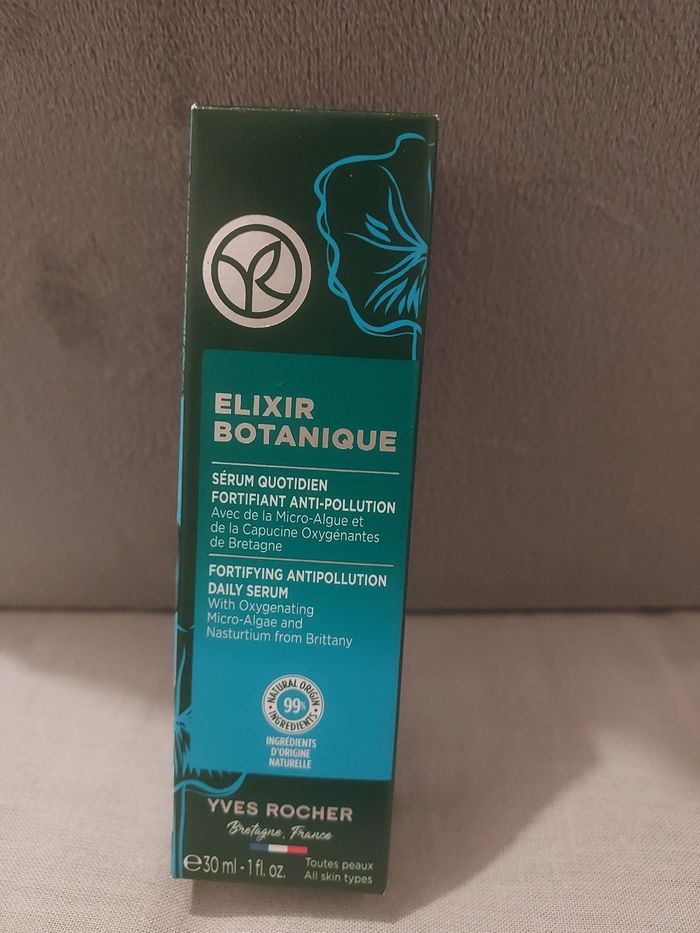 YR
ELIXIR
BOTANIQUE
SÉRUM QUOTIDIEN
FORTIFIANT ANTI-POLLUTION
Avec de la Micro-Algue et
de la Capucine Oxygénantes
de Bretagne
FORTIFYING ANTIPOLLUTION
DAILY SERUM
With Oxygenating
Micro-Algae and
Nasturtium from Brittany
NATURAL ORIGIN
99%
INGREDIENTS
INGRÉDIENTS
D'ORIGINE
NATURELLE
YVES ROCHER
Bretagne, France
℮30 ml - 1 fl. oz.
Toutes peaux
All skin types